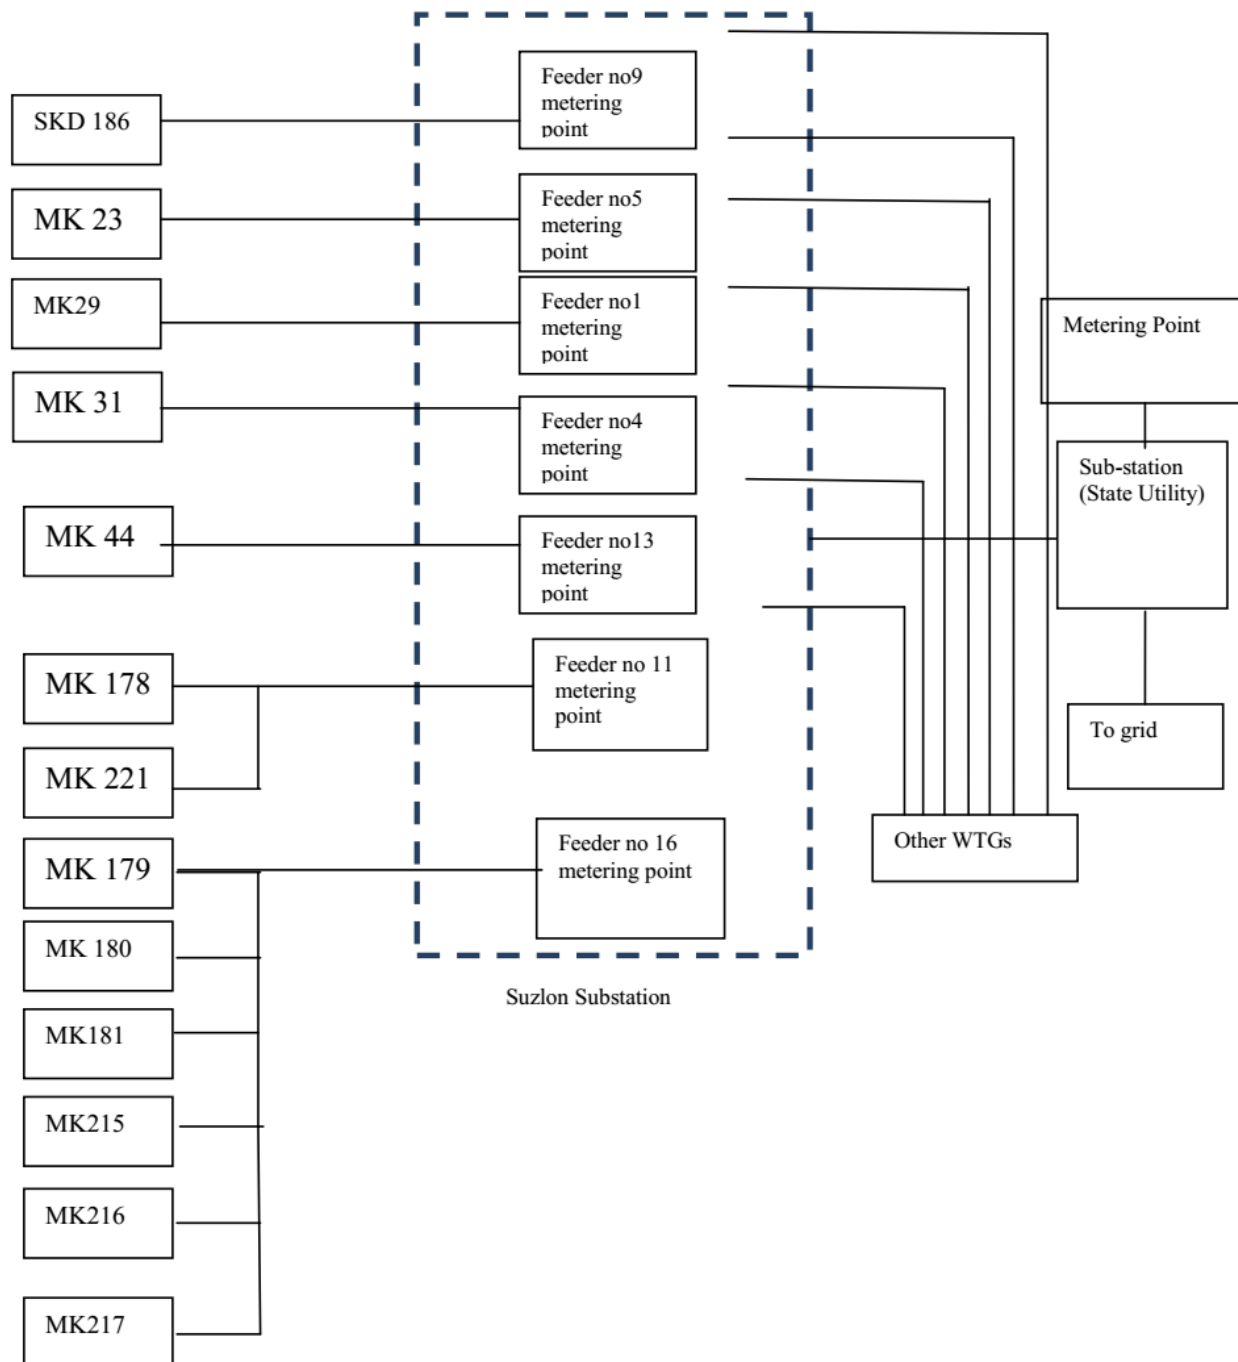 SKD 186
MK 23
MK29
MK 31
MK 44
MK 178
MK 221
MK 179
MK 180
MK181
MK215
MK216
MK217
Feeder no9
metering
point
Feeder no5
metering
point
Feeder no1
metering
point
Feeder no4
metering
point
Feeder no13
metering
point
Feeder no 11
metering
point
Feeder no 16
metering point
Suzlon Substation
Other WTGs
Metering Point
Sub-station
(State Utility)
To grid